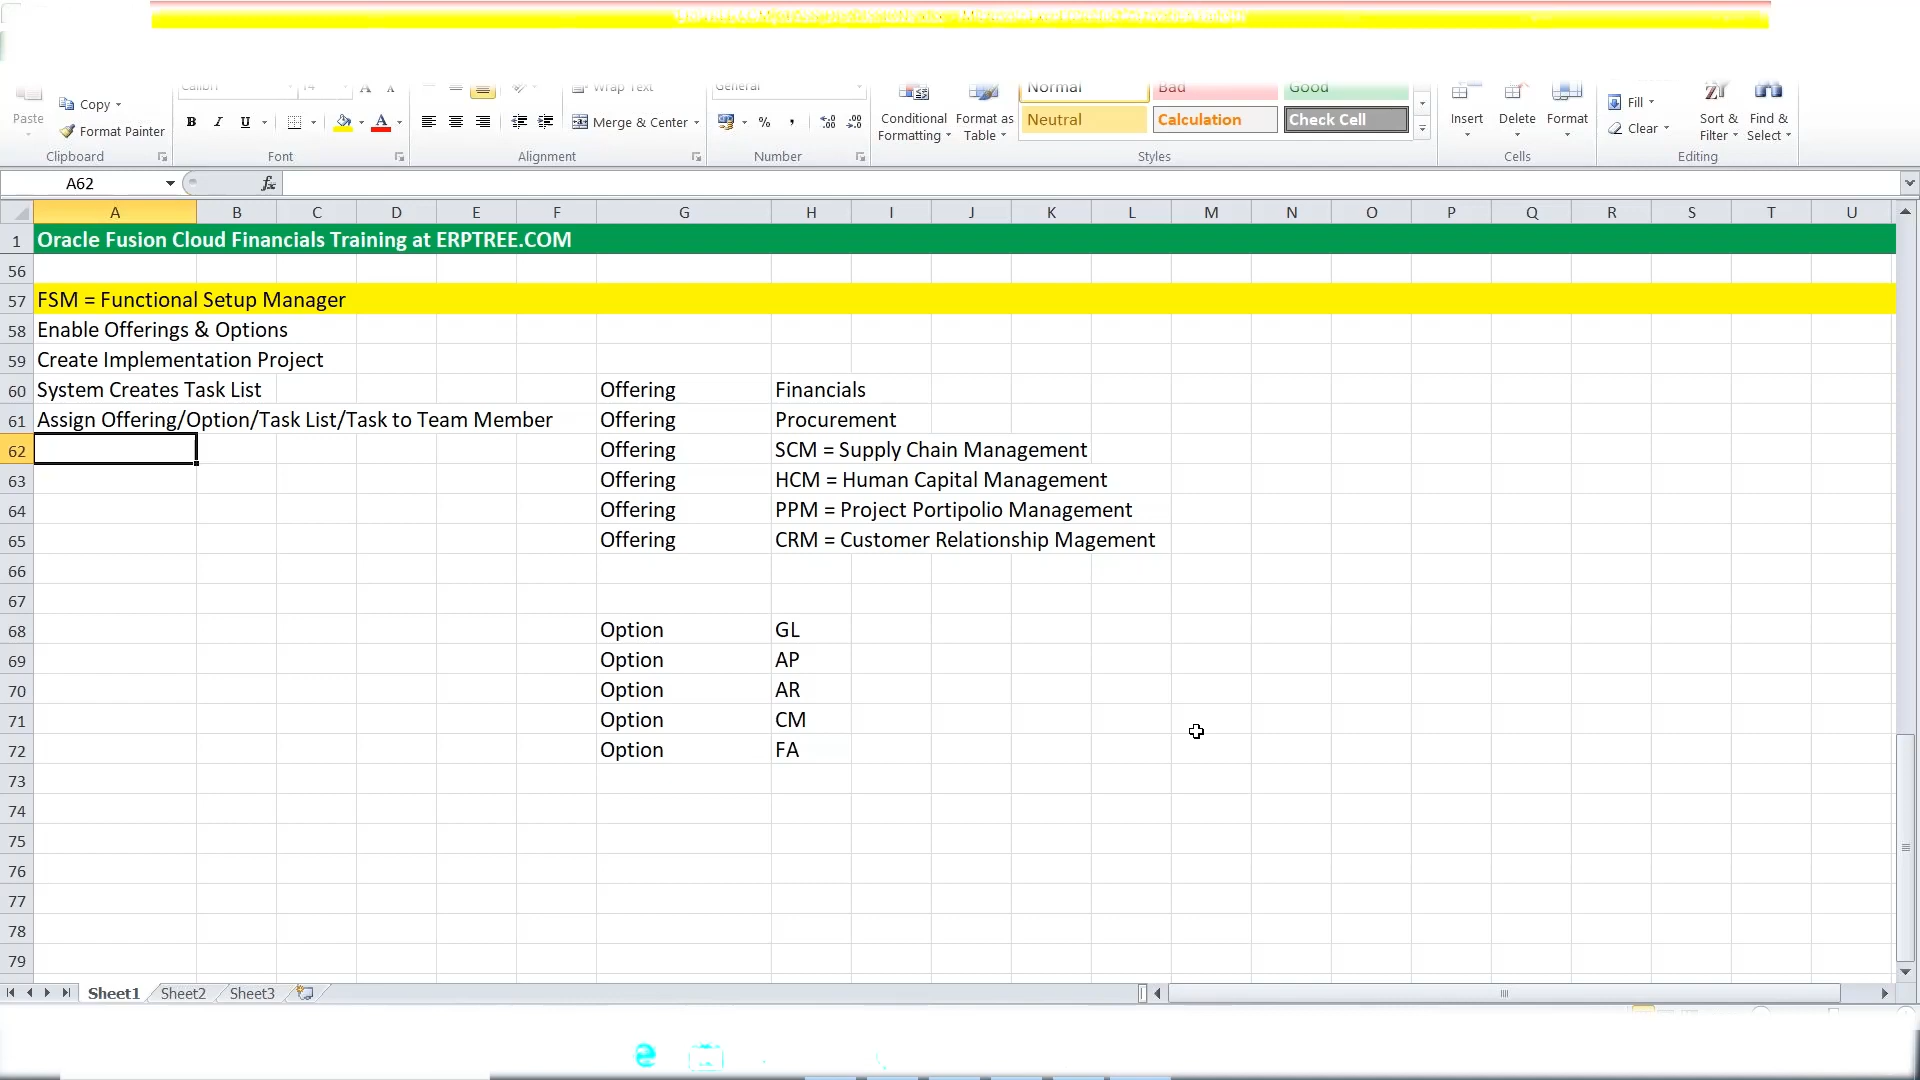 Calibri 14 Wrap Text General Normal Bad Good
Paste Copy Format Painter B I U Merge & Center % , Conditional Formatting Format as Table Neutral Calculation Check Cell Insert Delete Format Fill Clear Sort & Filter Find & Select
Clipboard Font Alignment Number Styles Cells Editing
A62 fx
A B C D E F G H I J K L M N O P Q R S T U
1 Oracle Fusion Cloud Financials Training at ERPTREE.COM
56
57 FSM = Functional Setup Manager
58 Enable Offerings & Options
59 Create Implementation Project
60 System Creates Task List Offering Financials
61 Assign Offering/Option/Task List/Task to Team Member Offering Procurement
62 Offering SCM = Supply Chain Management
63 Offering HCM = Human Capital Management
64 Offering PPM = Project Portipolio Management
65 Offering CRM = Customer Relationship Magement
66
67
68 Option GL
69 Option AP
70 Option AR
71 Option CM
72 Option FA
73
74
75
76
77
78
79
Sheet1 Sheet2 Sheet3